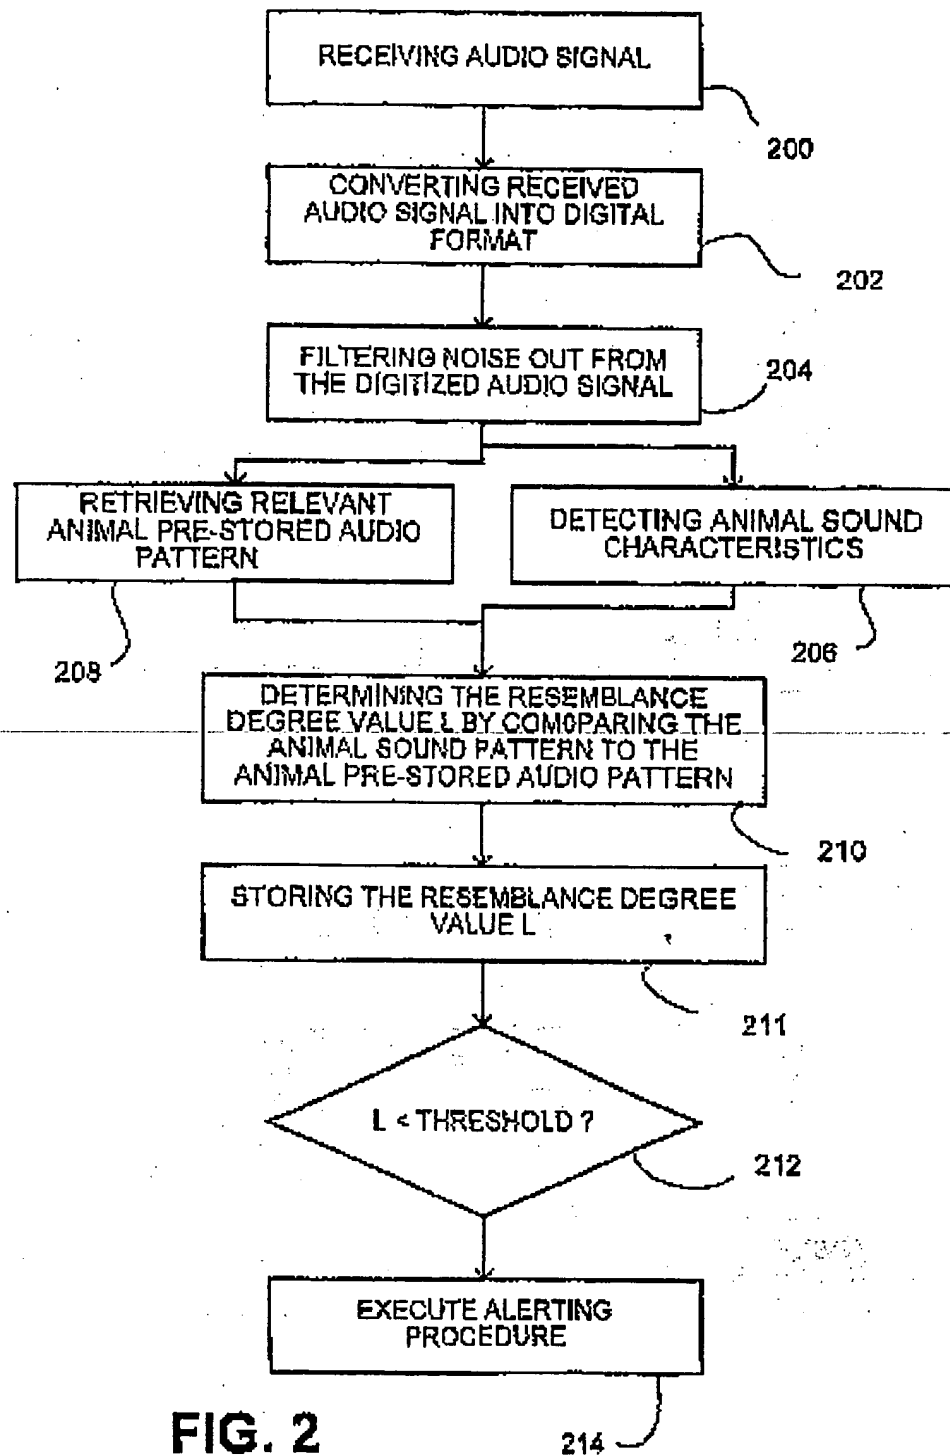 RECEIVING AUDIO SIGNAL
200
CONVERTING RECEIVED
AUDIO SIGNAL INTO DIGITAL
FORMAT
202
FILTERING NOISE OUT FROM
THE DIGITIZED AUDIO SIGNAL
204
RETRIEVING RELEVANT
ANIMAL PRE-STORED AUDIO
PATTERN
208
DETECTING ANIMAL SOUND
CHARACTERISTICS
206
DETERMINING THE RESEMBLANCE
DEGREE VALUE L BY COM0PARING THE
ANIMAL SOUND PATTERN TO THE
ANIMAL PRE-STORED AUDIO PATTERN
210
STORING THE RESEMBLANCE DEGREE
VALUE L
211
L < THRESHOLD ?
212
EXECUTE ALERTING
PROCEDURE
214
FIG. 2